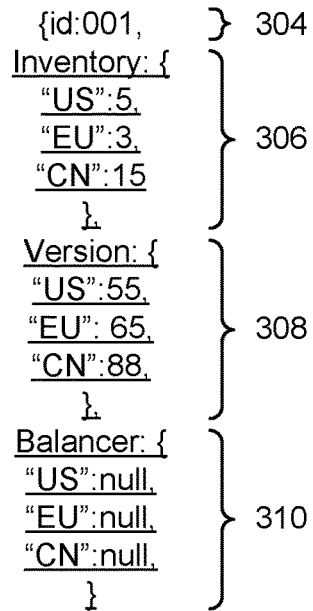 {id:001,
304
Inventory: {
“US”:5,
“EU”:3,
“CN”:15
},
306
Version: {
“US”:55,
“EU”: 65,
“CN”:88,
},
308
Balancer: {
“US”:null,
“EU”:null,
“CN”:null,
}
310